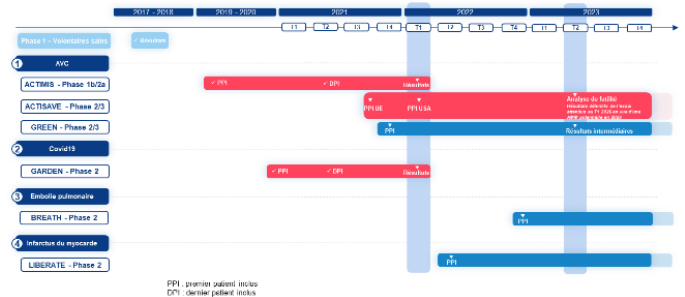 2017 - 2018 2019 - 2020 2021 2022 2023
T1 T2 T3 T4 T1 T2 T3 T4 T1 T2 T3 T4
Phase 1 – Volontaires sains ✓ Résultats
1 AVC
ACTIMIS - Phase 1b/2a ✓ PPI ✓ DPI Résultats
ACTISAVE - Phase 2/3 PPI UE PPI USA Analyse de futilité
Résultats
GREEN - Phase 2/3 PPI Résultats intermédiaires
2 Covid19
GARDEN - Phase 2 ✓ PPI ✓ DPI Résultats
3 Embolie pulmonaire
BREATH - Phase 2 PPI
4 Infarctus du myocarde
LIBERATE - Phase 2 PPI
PPI : premier patient inclus
DPI : dernier patient inclus